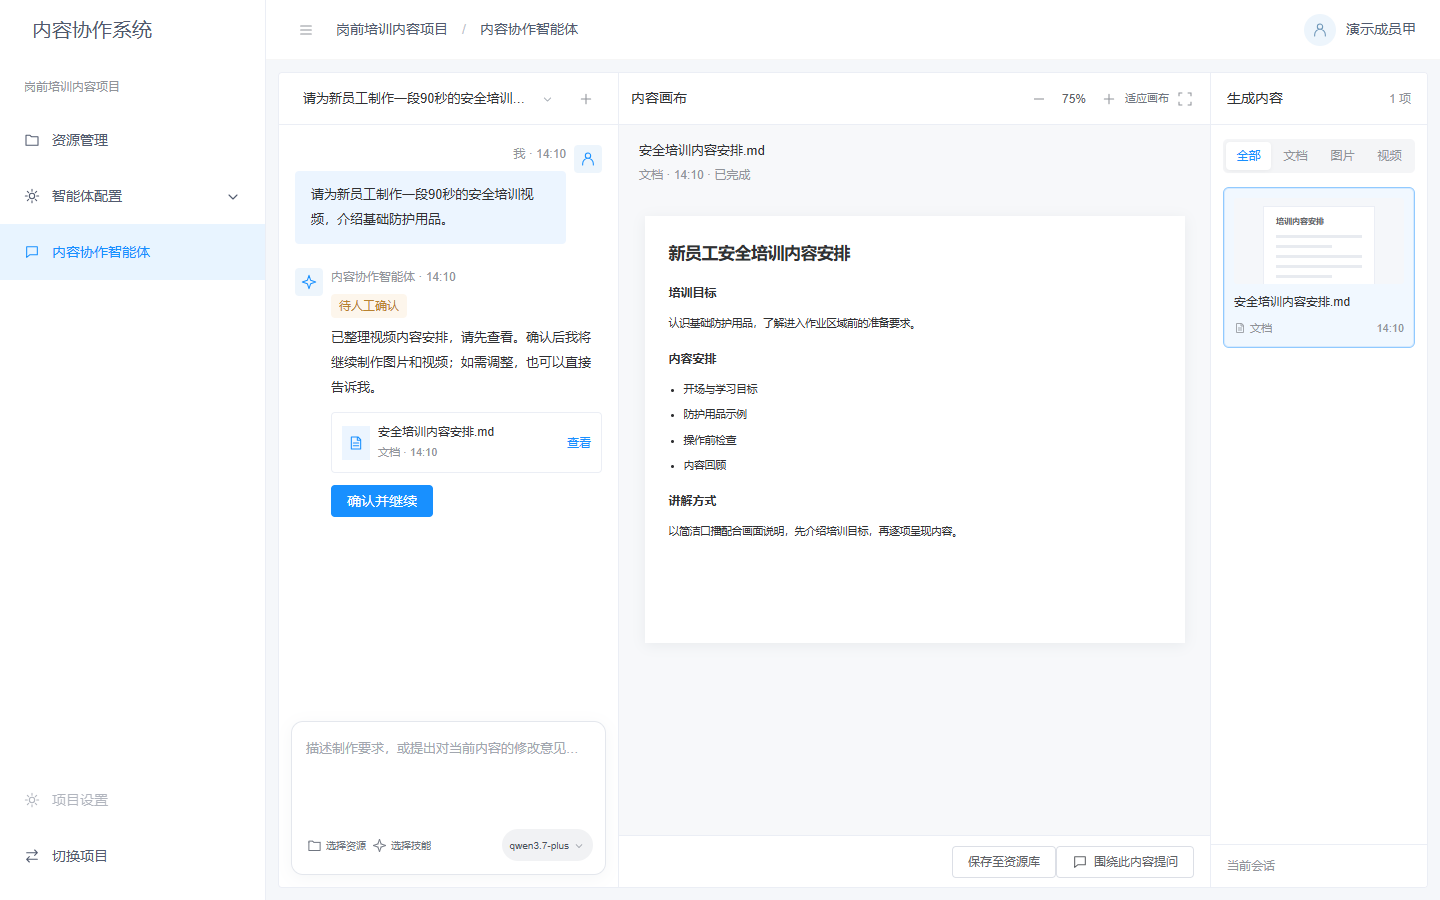 内容协作系统
岗前培训内容项目
资源管理
智能体配置
内容协作智能体
项目设置
切换项目
岗前培训内容项目 / 内容协作智能体
演示成员甲
请为新员工制作一段90秒的安全培训...
我 · 14:10
请为新员工制作一段90秒的安全培训视
频，介绍基础防护用品。
内容协作智能体 · 14:10
待人工确认
已整理视频内容安排，请先查看。确认后我将
继续制作图片和视频；如需调整，也可以直接
告诉我。
安全培训内容安排.md
文档 · 14:10
查看
确认并继续
描述制作要求，或提出对当前内容的修改意见...
选择资源 选择技能 qwen3.7-plus
内容画布
75% 适应画布
安全培训内容安排.md
文档 · 14:10 · 已完成
新员工安全培训内容安排
培训目标
认识基础防护用品，了解进入作业区域前的准备要求。
内容安排
• 开场与学习目标
• 防护用品示例
• 操作前检查
• 内容回顾
讲解方式
以简洁口播配合画面说明，先介绍培训目标，再逐项呈现内容。
保存至资源库 围绕此内容提问
生成内容 1 项
全部 文档 图片 视频
培训内容安排
安全培训内容安排.md
文档 14:10
当前会话